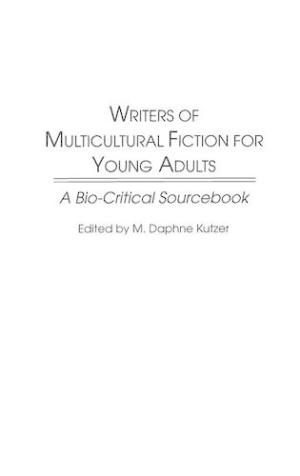 WRITERS OF
MULTICULTURAL FICTION FOR
YOUNG ADULTS
A Bio-Critical Sourcebook
Edited by M. Daphne Kutzer